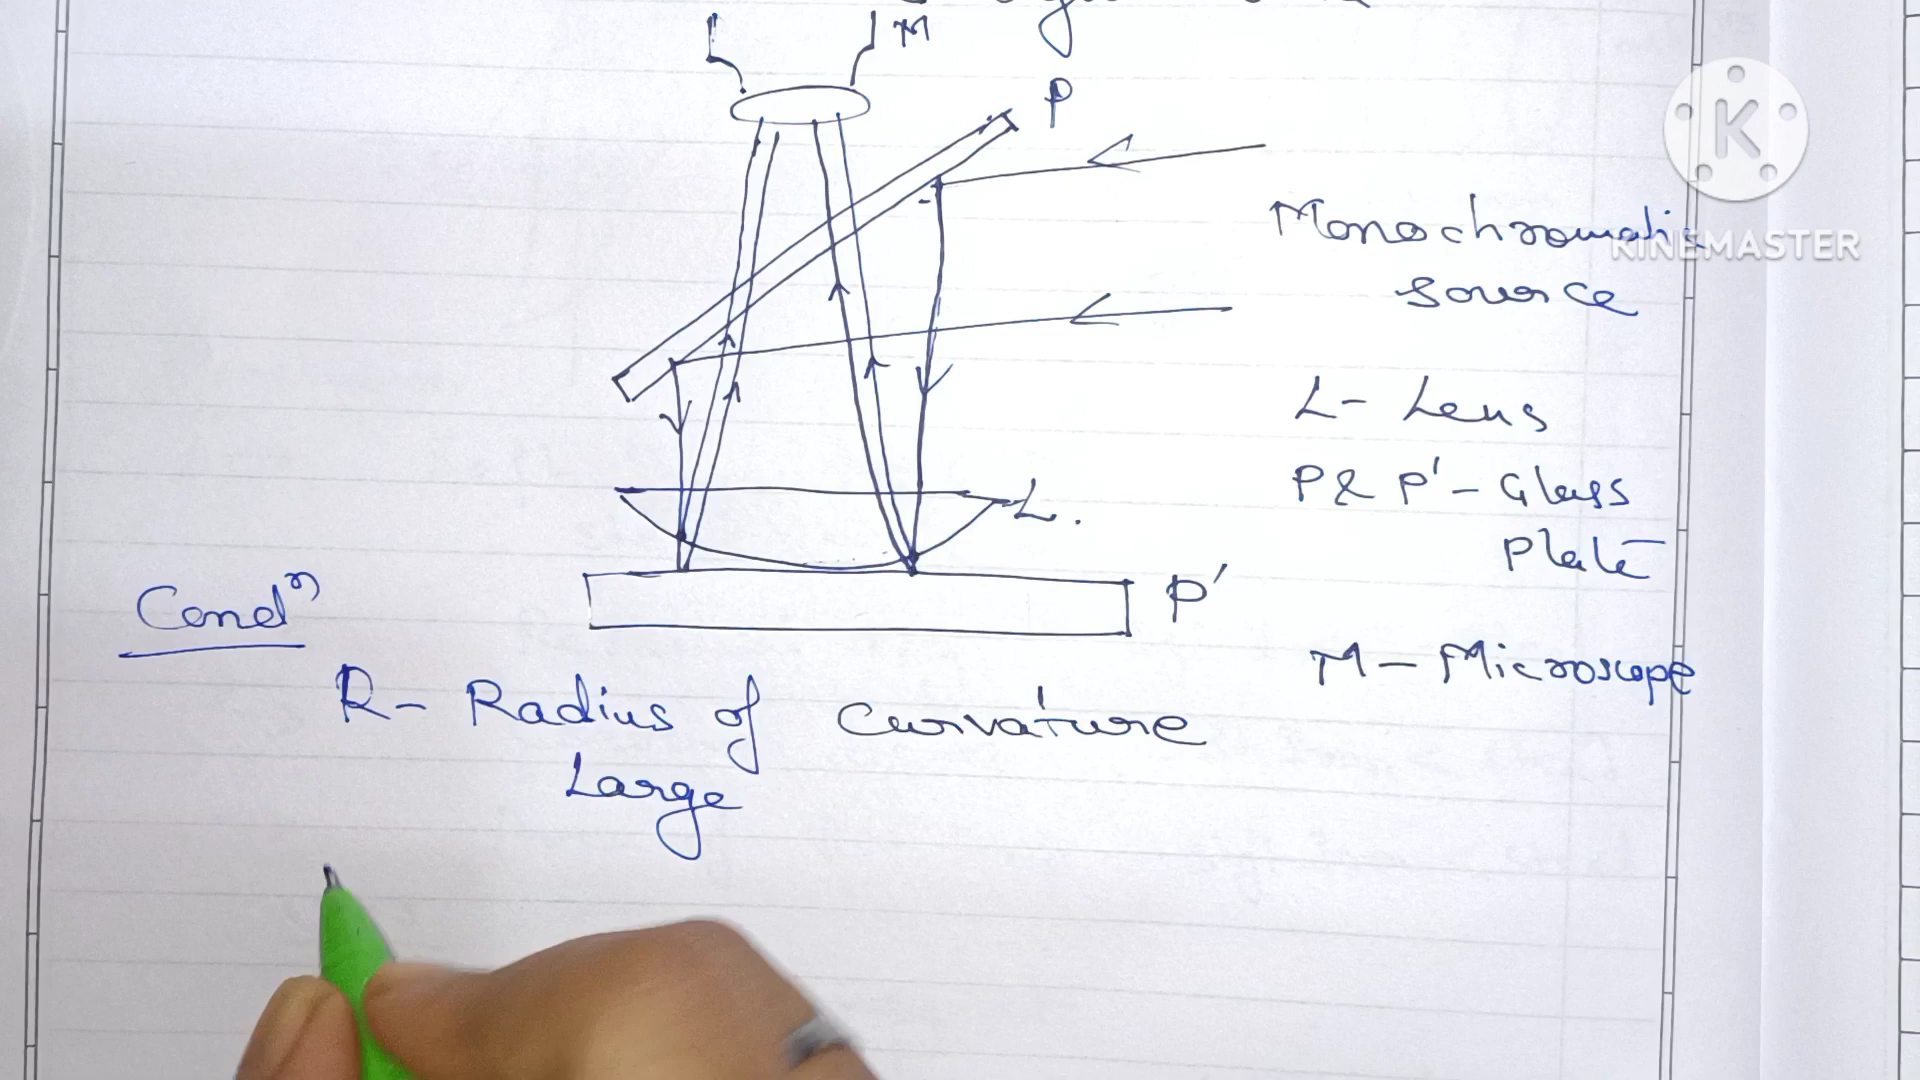 M
P
Monochromatic
source
L- Lens
P & P' - Glass
Plate
L.
P'
M - Microscope
Condⁿ
R- Radius of Curvature
Large
K
KINEMASTER